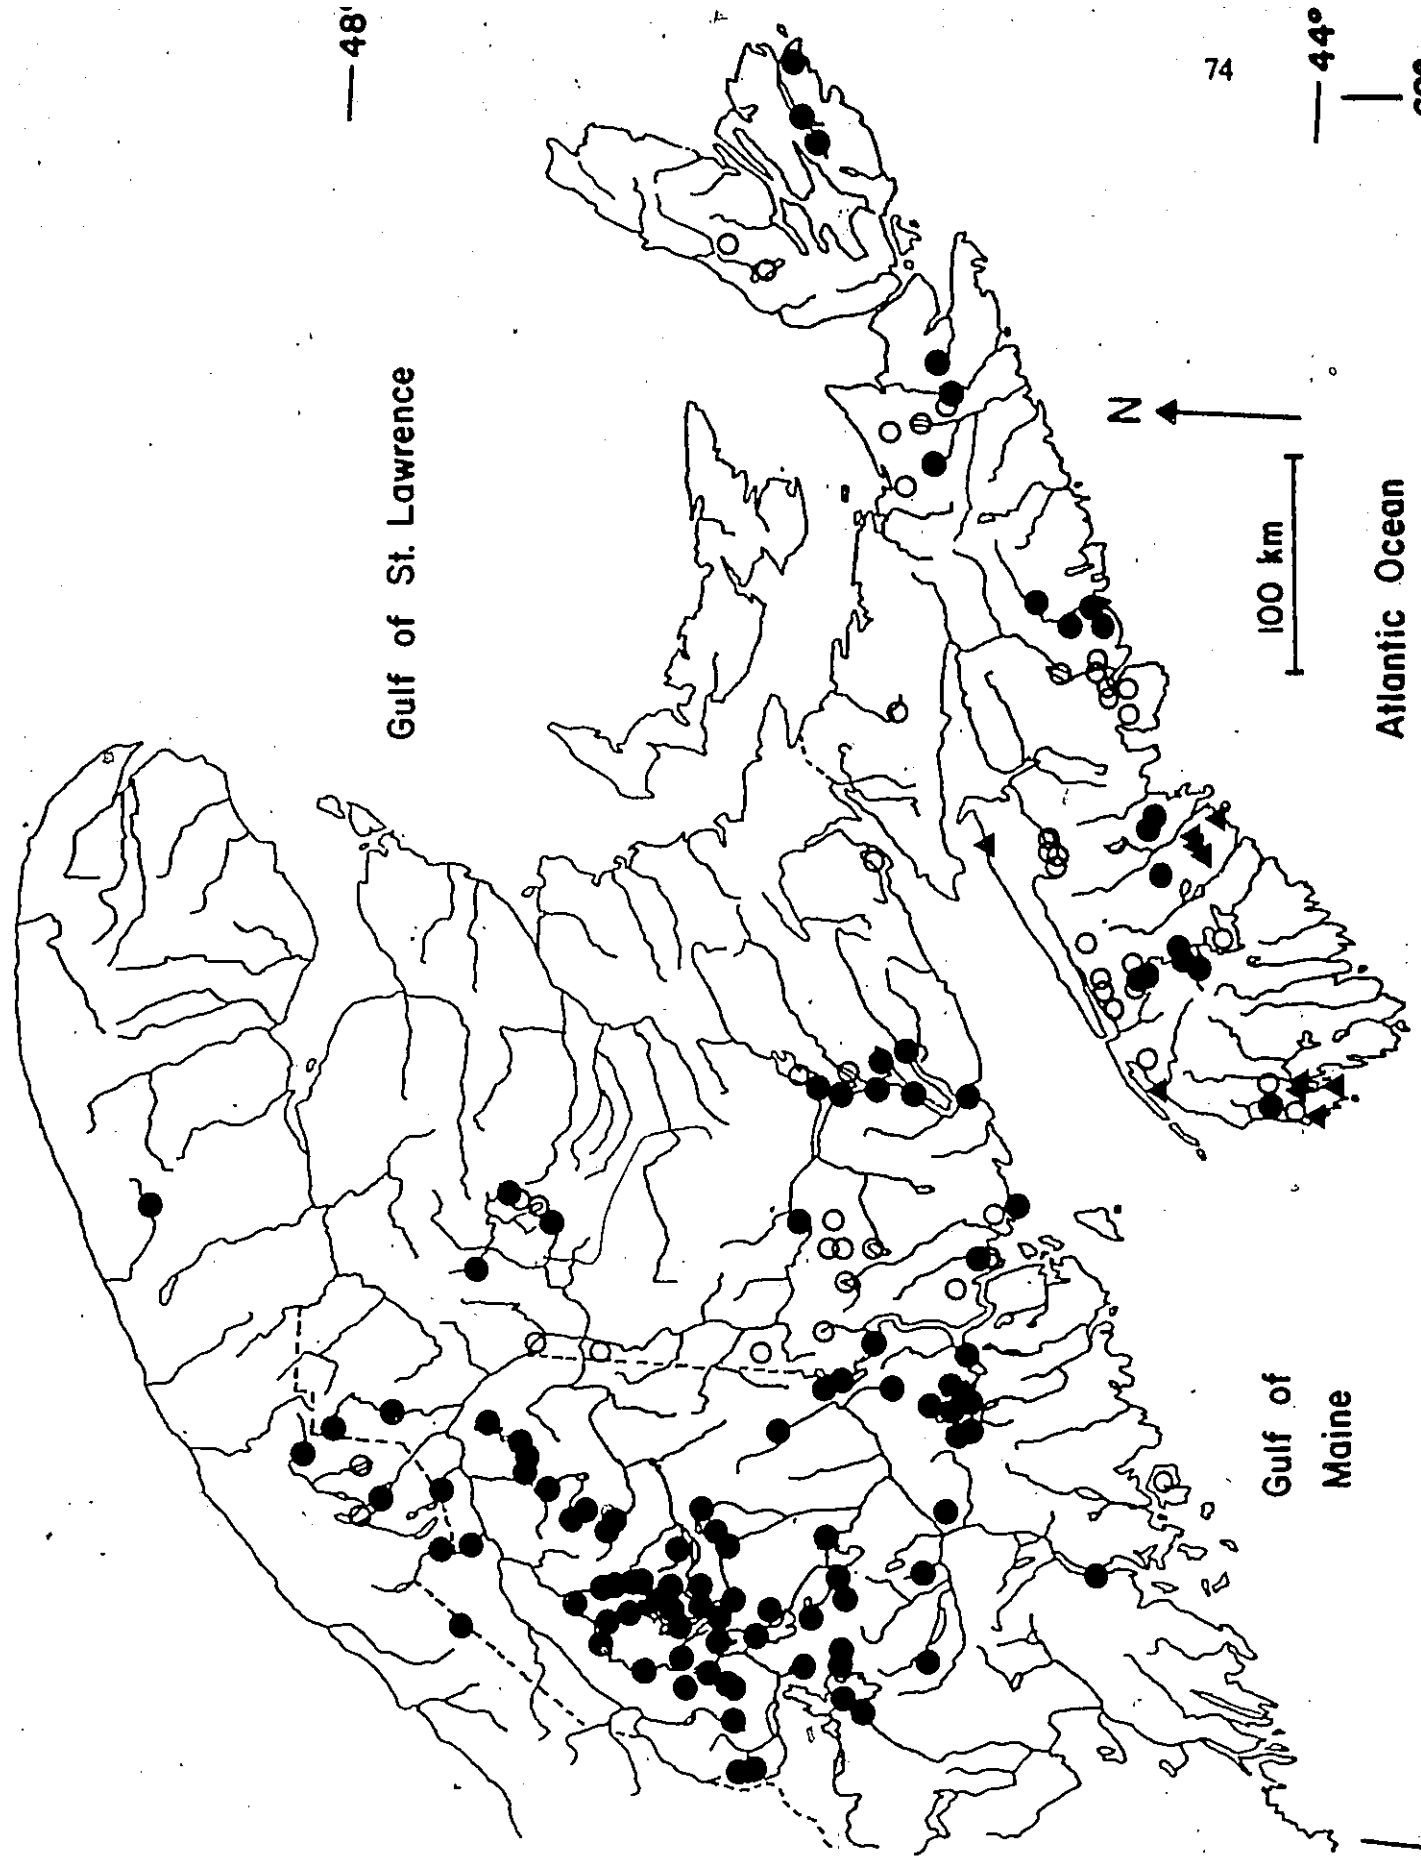 —48°
Gulf of St. Lawrence
74
—44°
N
100 km
Atlantic Ocean
Gulf of
Maine